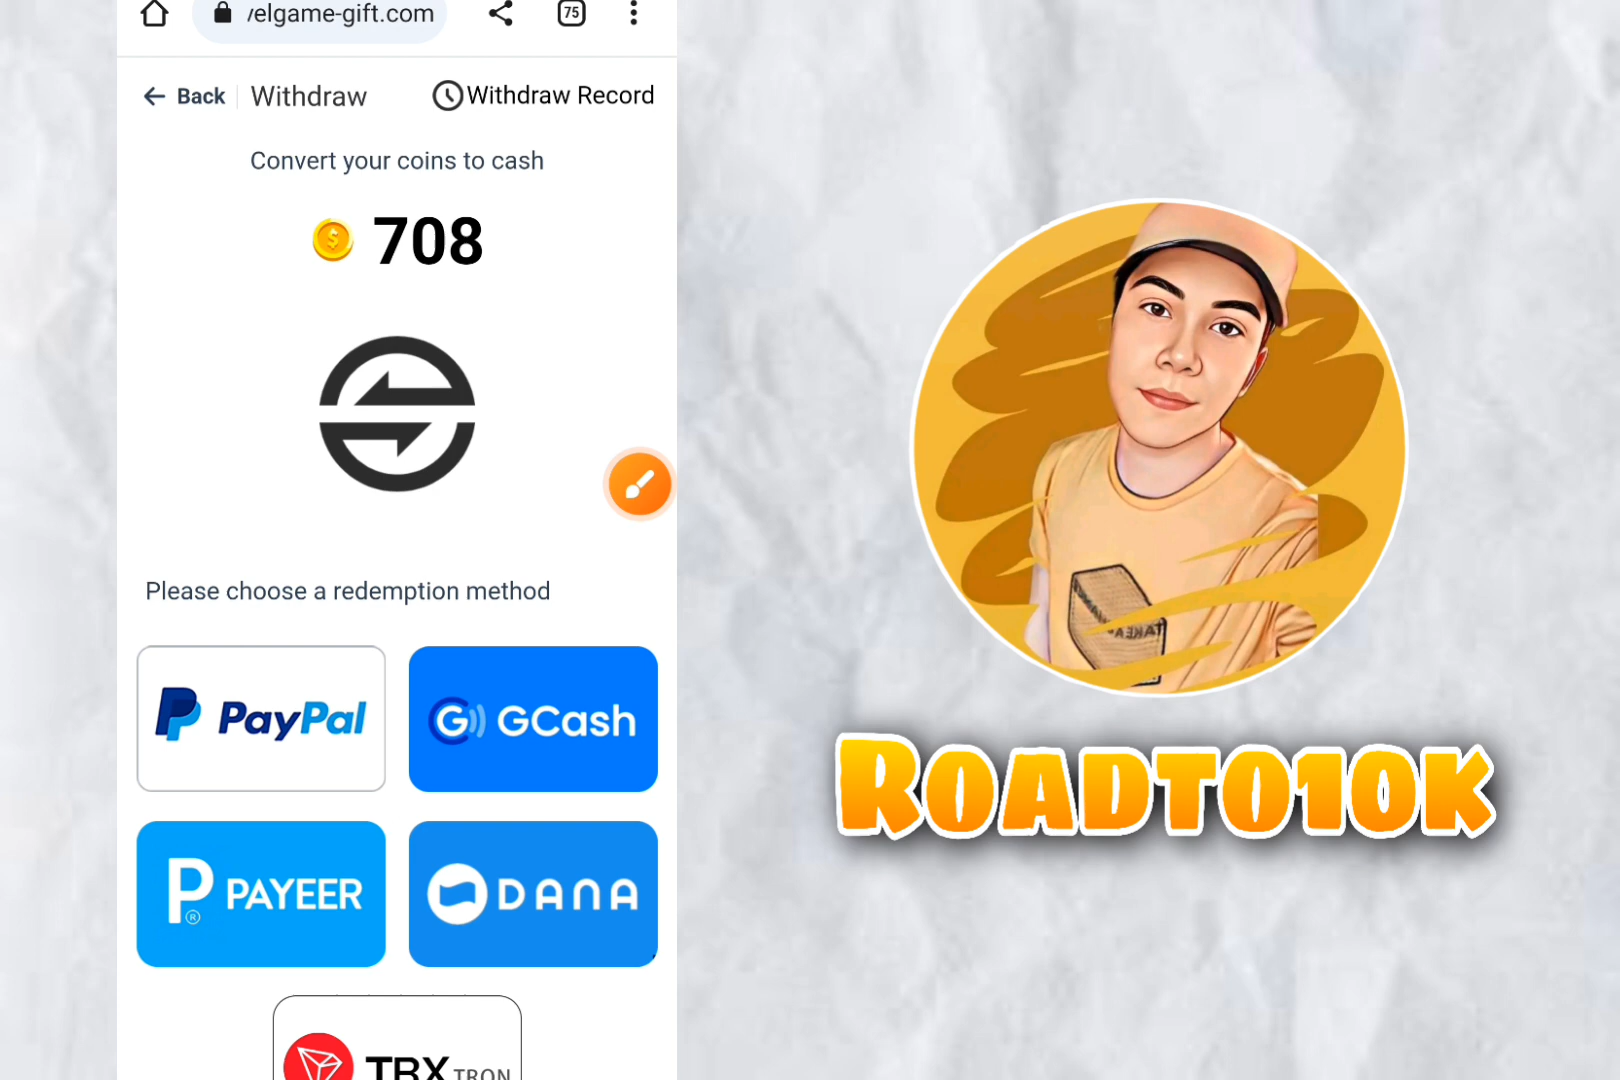 velgame-gift.com
75
Back
Withdraw
Withdraw Record
Convert your coins to cash
708
Please choose a redemption method
PayPal
GCash
PAYEER
DANA
TRX TRON
ROADTO10K